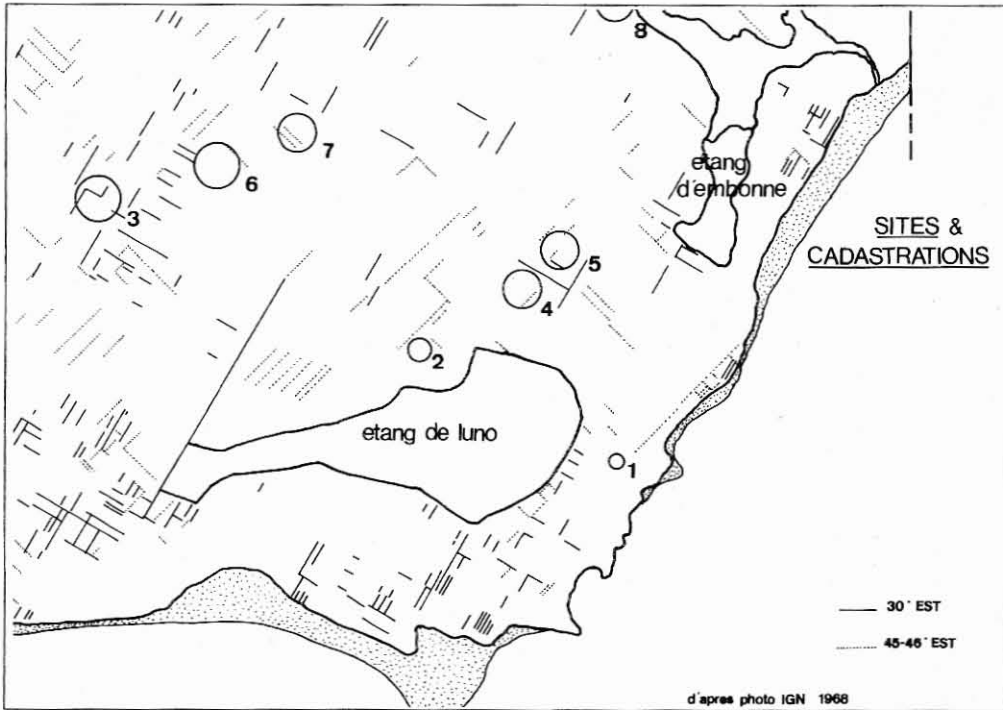 8
7
etang
d'embonne
6
3
SITES &
CADASTRATIONS
5
4
2
etang de luno
1
30° EST
45-46° EST
d'apres photo IGN 1968